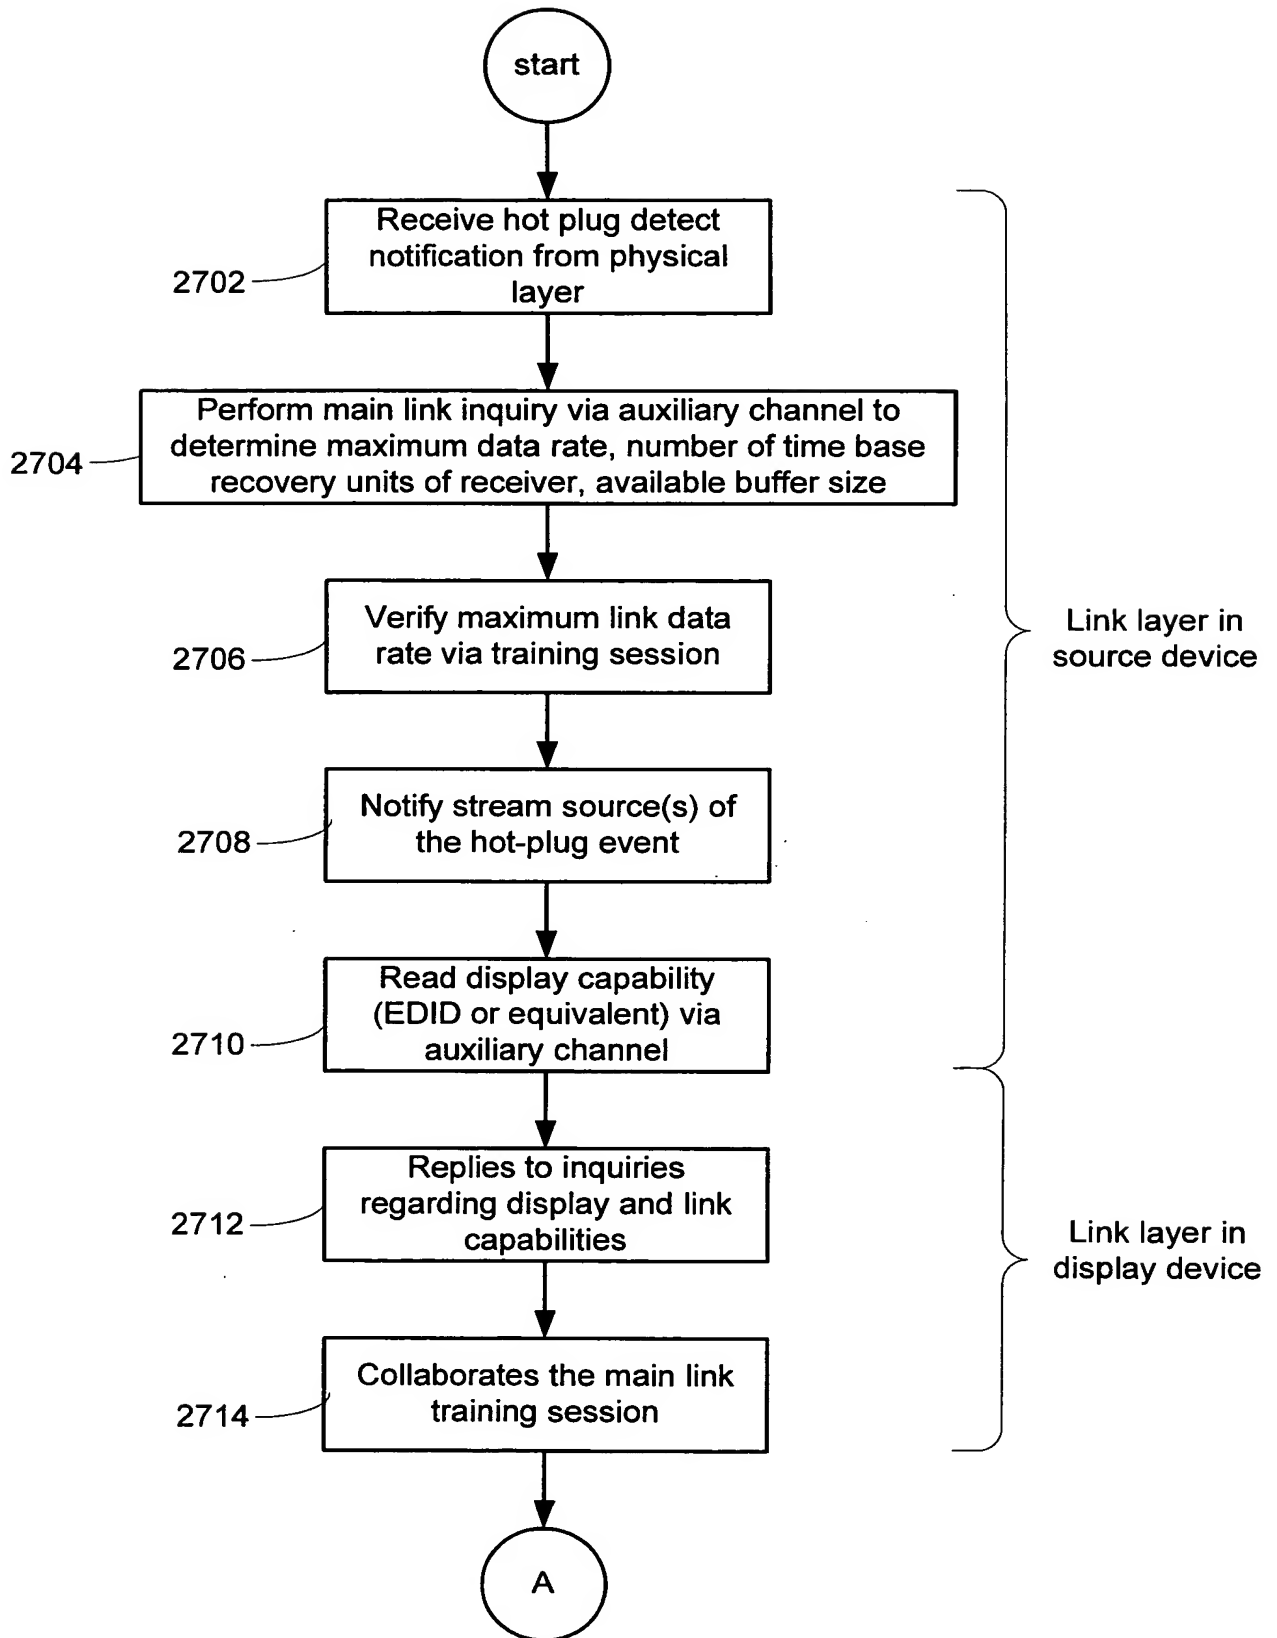 start
Receive hot plug detect
notification from physical
layer
2702
Perform main link inquiry via auxiliary channel to
determine maximum data rate, number of time base
recovery units of receiver, available buffer size
2704
Verify maximum link data
rate via training session
2706
Link layer in
source device
Notify stream source(s) of
the hot-plug event
2708
Read display capability
(EDID or equivalent) via
auxiliary channel
2710
Replies to inquiries
regarding display and link
capabilities
2712
Link layer in
display device
Collaborates the main link
training session
2714
A